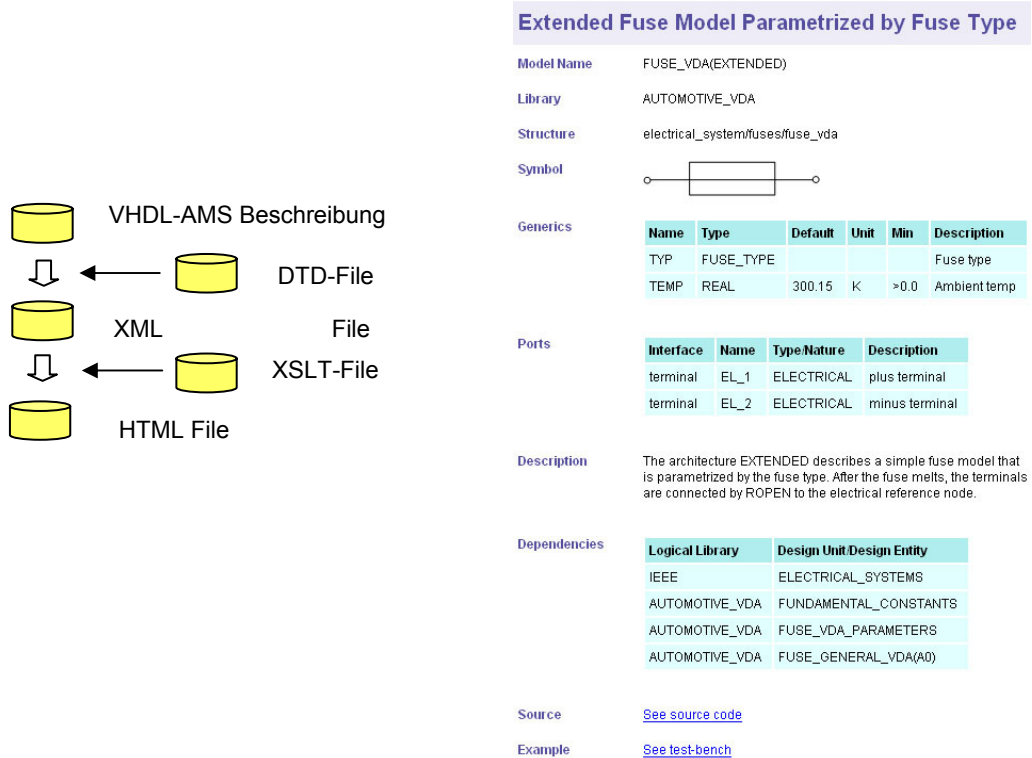 VHDL-AMS Beschreibung
DTD-File
XML File
XSLT-File
HTML File
Extended Fuse Model Parametrized by Fuse Type
Model Name FUSE_VDA(EXTENDED)
Library AUTOMOTIVE_VDA
Structure electrical_system/fuses/fuse_vda
Symbol
Generics
Name Type Default Unit Min Description
TYP FUSE_TYPE Fuse type
TEMP REAL 300.15 K >0.0 Ambient temp
Ports
Interface Name Type/Nature Description
terminal EL_1 ELECTRICAL plus terminal
terminal EL_2 ELECTRICAL minus terminal
Description The architecture EXTENDED describes a simple fuse model that
is parametrized by the fuse type. After the fuse melts, the terminals
are connected by ROPEN to the electrical reference node.
Dependencies
Logical Library Design Unit/Design Entity
IEEE ELECTRICAL_SYSTEMS
AUTOMOTIVE_VDA FUNDAMENTAL_CONSTANTS
AUTOMOTIVE_VDA FUSE_VDA_PARAMETERS
AUTOMOTIVE_VDA FUSE_GENERAL_VDA(A0)
Source See source code
Example See test-bench